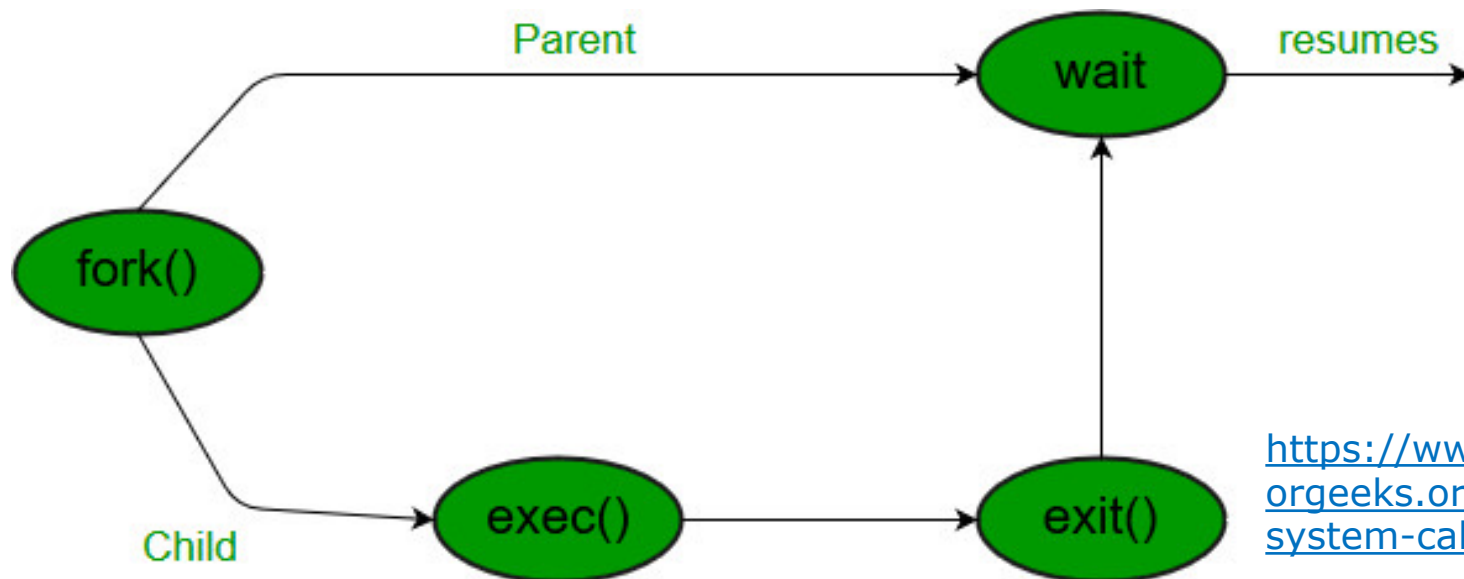 Parent
resumes
wait
fork()
exec()
exit()
Child
https://ww
orgeeks.or
system-cal